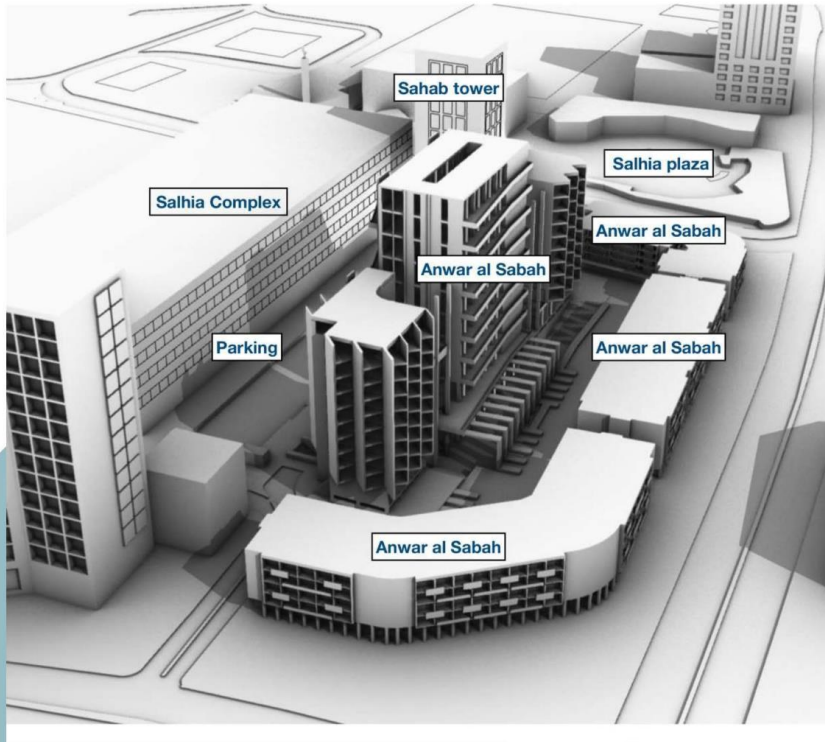 Sahab tower
Salhia plaza
Salhia Complex
Anwar al Sabah
Anwar al Sabah
Parking
Anwar al Sabah
Anwar al Sabah